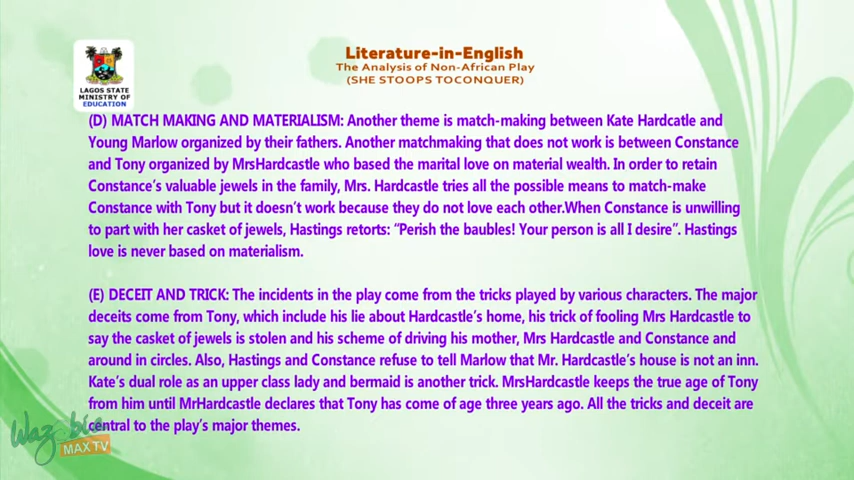 Literature-in-English
The Analysis of Non-African Play
(SHE STOOPS TOCONQUER)
LAGOS STATE
MINISTRY OF
EDUCATION
(D) MATCH MAKING AND MATERIALISM: Another theme is match-making between Kate Hardcatle and
Young Marlow organized by their fathers. Another matchmaking that does not work is between Constance
and Tony organized by MrsHardcastle who based the marital love on material wealth. In order to retain
Constance's valuable jewels in the family, Mrs. Hardcastle tries all the possible means to match-make
Constance with Tony but it doesn't work because they do not love each other.When Constance is unwilling
to part with her casket of jewels, Hastings retorts: "Perish the baubles! Your person is all I desire". Hastings
love is never based on materialism.
(E) DECEIT AND TRICK: The incidents in the play come from the tricks played by various characters. The major
deceits come from Tony, which include his lie about Hardcastle's home, his trick of fooling Mrs Hardcastle to
say the casket of jewels is stolen and his scheme of driving his mother, Mrs Hardcastle and Constance and
around in circles. Also, Hastings and Constance refuse to tell Marlow that Mr. Hardcastle's house is not an inn.
Kate's dual role as an upper class lady and bermaid is another trick. MrsHardcastle keeps the true age of Tony
from him until MrHardcastle declares that Tony has come of age three years ago. All the tricks and deceit are
central to the play's major themes.
Wazobia
MAX TV